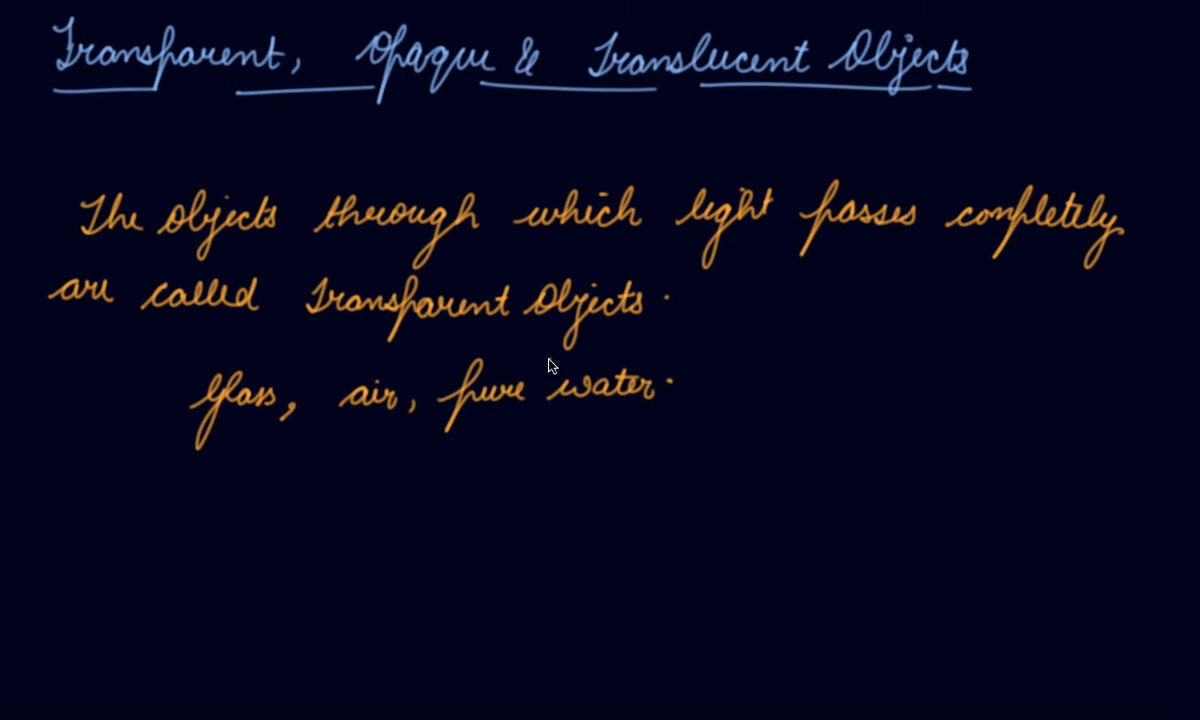 Transparent, Opaque & Translucent Objects
The objects through which light passes completely
are called Transparent Objects.
Glass, air, pure water.